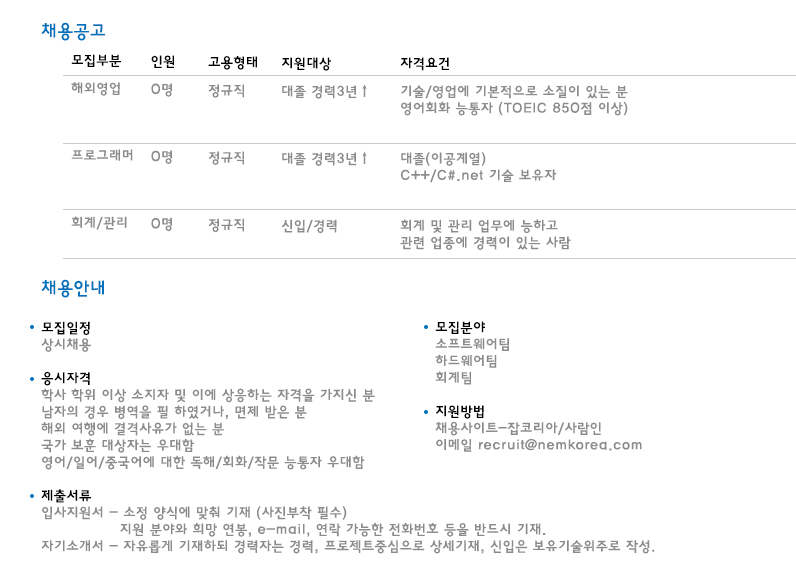 채용공고
모집부분 인원 고용형태 지원대상 자격요건
해외영업 0명 정규직 대졸 경력3년↑ 기술/영업에 기본적으로 소질이 있는 분
영어회화 능통자 (TOEIC 850점 이상)
프로그래머 0명 정규직 대졸 경력3년↑ 대졸(이공계열)
C++/C#.net 기술 보유자
회계/관리 0명 정규직 신입/경력 회계 및 관리 업무에 능하고
관련 업종에 경력이 있는 사람
채용안내
• 모집일정
상시채용
• 응시자격
학사 학위 이상 소지자 및 이에 상응하는 자격을 가지신 분
남자의 경우 병역을 필 하였거나, 면제 받은 분
해외 여행에 결격사유가 없는 분
국가 보훈 대상자는 우대함
영어/일어/중국어에 대한 독해/회화/작문 능통자 우대함
• 모집분야
소프트웨어팀
하드웨어팀
회계팀
• 지원방법
채용사이트-잡코리아/사람인
이메일 recruit@nemkorea.com
• 제출서류
입사지원서 - 소정 양식에 맞춰 기재 (사진부착 필수)
지원 분야와 희망 연봉, e-mail, 연락 가능한 전화번호 등을 반드시 기재.
자기소개서 - 자유롭게 기재하되 경력자는 경력, 프로젝트중심으로 상세기재, 신입은 보유기술위주로 작성.